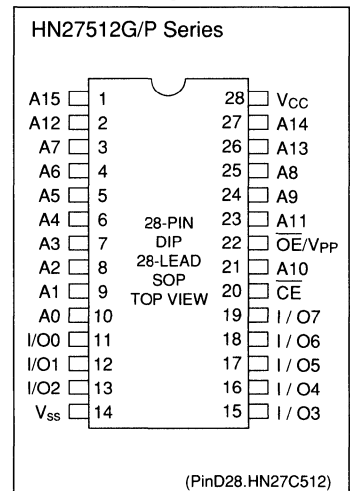 HN27512G/P Series
A15 1 28 Vcc
A12 2 27 A14
A7 3 26 A13
A6 4 25 A8
A5 5 24 A9
A4 6 23 A11
A3 7 22 OE/VPP
A2 8 21 A10
A1 9 20 CE
A0 10 19 I/O7
I/O0 11 18 I/O6
I/O1 12 17 I/O5
I/O2 13 16 I/O4
Vss 14 15 I/O3
28-PIN
DIP
28-LEAD
SOP
TOP VIEW
(PinD28.HN27C512)